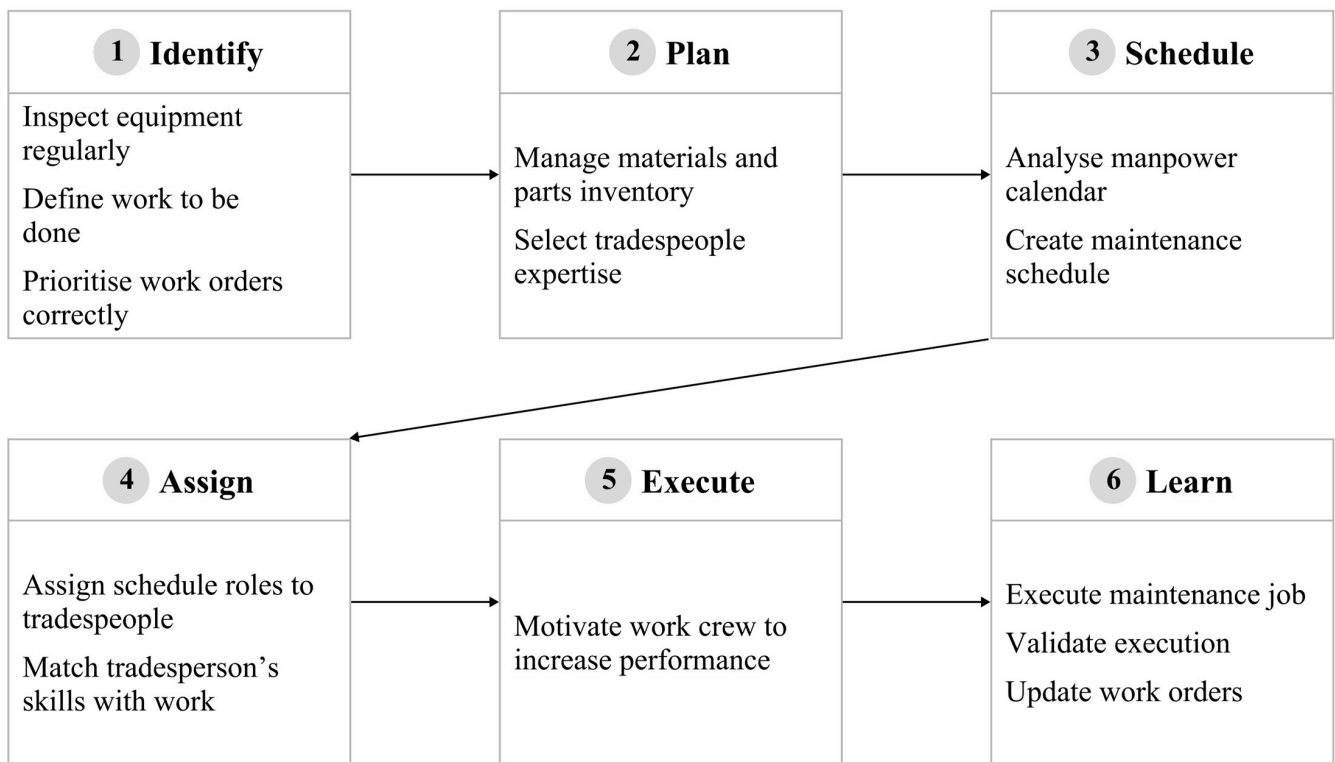 1 Identify
Inspect equipment
regularly
Define work to be
done
Prioritise work orders
correctly
2 Plan
Manage materials and
parts inventory
Select tradespeople
expertise
3 Schedule
Analyse manpower
calendar
Create maintenance
schedule
4 Assign
Assign schedule roles to
tradespeople
Match tradesperson’s
skills with work
5 Execute
Motivate work crew to
increase performance
6 Learn
Execute maintenance job
Validate execution
Update work orders